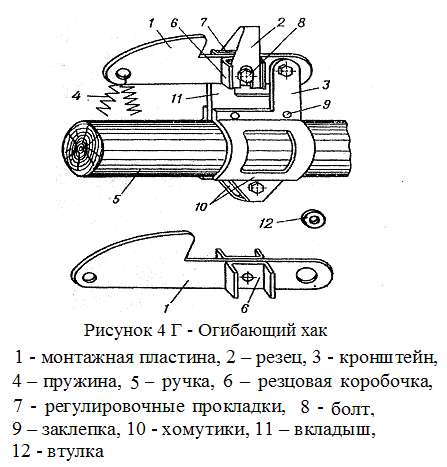 1 6 7 2 8
4 11 3
9
10
5 12
1 6
Рисунок 4 Г - Огибающий хак
1 - монтажная пластина, 2 – резец, 3 - кронштейн,
4 – пружина, 5 – ручка, 6 – резцовая коробочка,
7 - регулировочные прокладки, 8 - болт,
9 – заклепка, 10 - хомутики, 11 – вкладыш,
12 - втулка